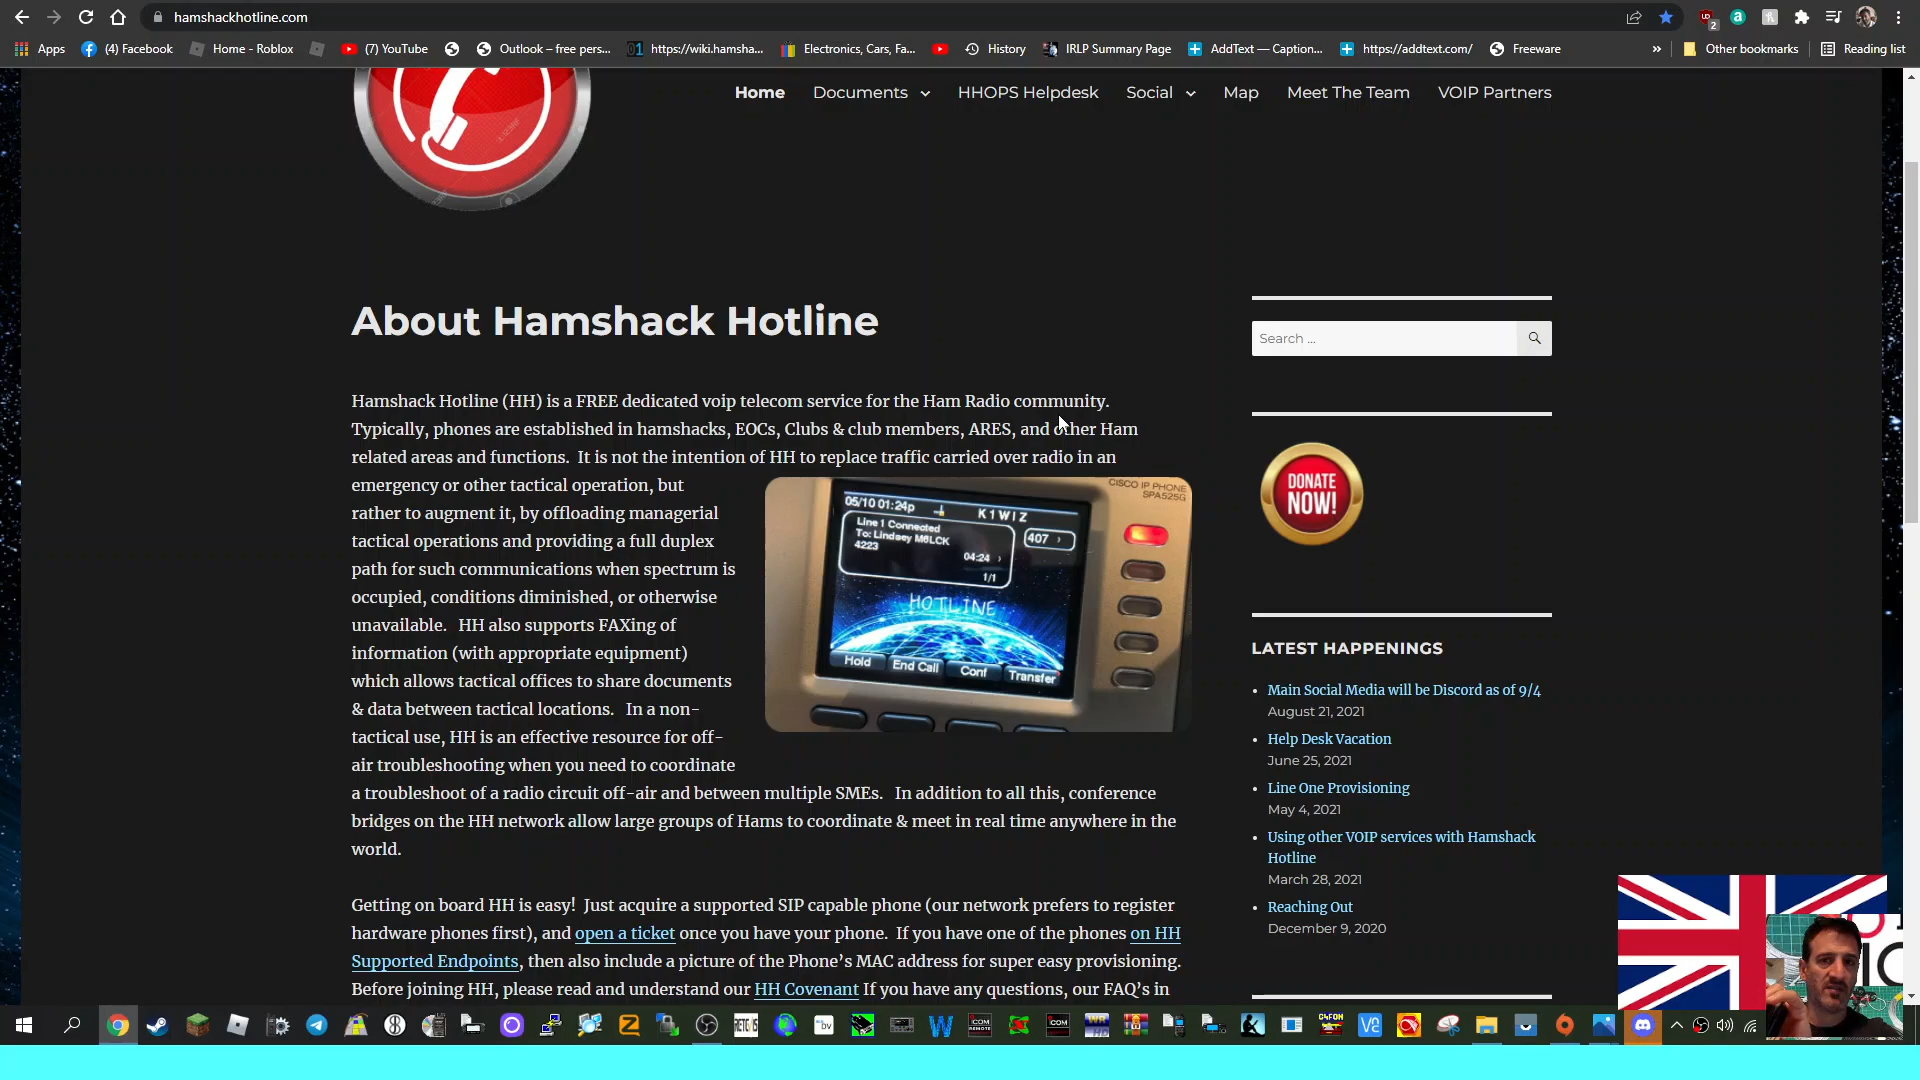 hamshackhotline.com
Apps
(4) Facebook
Home - Roblox
(7) YouTube
Outlook – free pers...
https://wiki.hamsha...
Electronics, Cars, Fa...
History
IRLP Summary Page
AddText — Caption...
https://addtext.com/
Freeware
»
Other bookmarks
Reading list
Home
Documents
HHOPS Helpdesk
Social
Map
Meet The Team
VOIP Partners
About Hamshack Hotline
Search ...
Hamshack Hotline (HH) is a FREE dedicated voip telecom service for the Ham Radio community.
Typically, phones are established in hamshacks, EOCs, Clubs & club members, ARES, and other Ham
related areas and functions.  It is not the intention of HH to replace traffic carried over radio in an
emergency or other tactical operation, but
rather to augment it, by offloading managerial
tactical operations and providing a full duplex
path for such communications when spectrum is
occupied, conditions diminished, or otherwise
unavailable.   HH also supports FAXing of
information (with appropriate equipment)
which allows tactical offices to share documents
& data between tactical locations.   In a non-
tactical use, HH is an effective resource for off-
air troubleshooting when you need to coordinate
a troubleshoot of a radio circuit off-air and between multiple SMEs.   In addition to all this, conference
bridges on the HH network allow large groups of Hams to coordinate & meet in real time anywhere in the
world.
CISCO IP PHONE
SPA525G
05/10 01:24p
K1WIZ
Line 1 Connected
To: Lindsey M6LCK
4223
04:24
1/1
407
HOTLINE
Hold
End Call
Conf
Transfer
Getting on board HH is easy!  Just acquire a supported SIP capable phone (our network prefers to register
hardware phones first), and open a ticket once you have your phone.  If you have one of the phones on HH
Supported Endpoints, then also include a picture of the Phone's MAC address for super easy provisioning.
Before joining HH, please read and understand our HH Covenant If you have any questions, our FAQ's in
DONATE
NOW!
LATEST HAPPENINGS
Main Social Media will be Discord as of 9/4
August 21, 2021
Help Desk Vacation
June 25, 2021
Line One Provisioning
May 4, 2021
Using other VOIP services with Hamshack
Hotline
March 28, 2021
Reaching Out
December 9, 2020